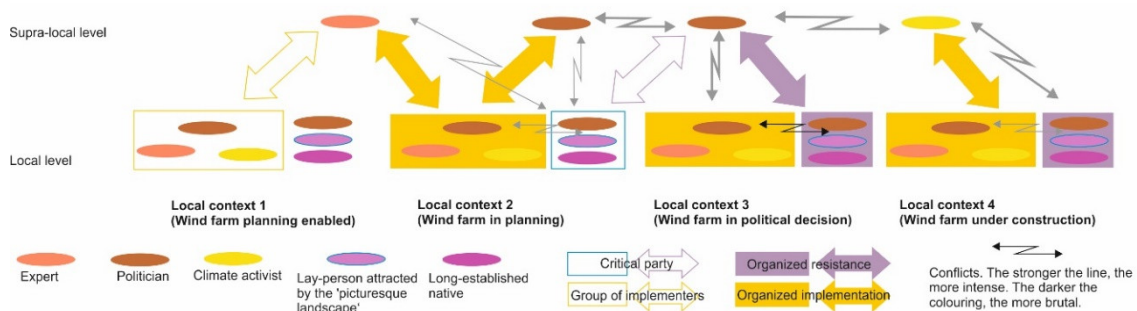 Supra-local level
Local level
Local context 1
(Wind farm planning enabled)
Local context 2
(Wind farm in planning)
Local context 3
(Wind farm in political decision)
Local context 4
(Wind farm under construction)
Expert
Politician
Climate activist
Lay-person attracted
by the 'picturesque
landscape'
Long-established
native
Critical party
Group of implementers
Organized resistance
Organized implementation
Conflicts. The stronger the line, the
more intense. The darker the
colouring, the more brutal.